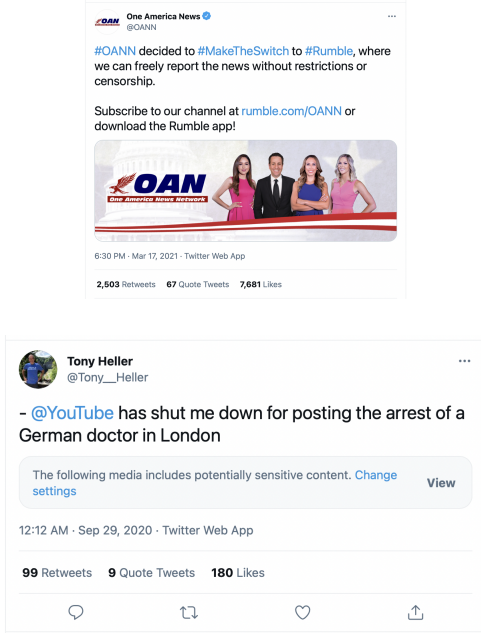 One America News
@OANN
#OANN decided to #MakeTheSwitch to #Rumble, where
we can freely report the news without restrictions or
censorship.
Subscribe to our channel at rumble.com/OANN or
download the Rumble app!
OAN
One America News Network
6:30 PM · Mar 17, 2021 · Twitter Web App
2,503 Retweets 67 Quote Tweets 7,681 Likes
Tony Heller
@Tony__Heller
- @YouTube has shut me down for posting the arrest of a
German doctor in London
The following media includes potentially sensitive content. Change
settings
View
12:12 AM · Sep 29, 2020 · Twitter Web App
99 Retweets 9 Quote Tweets 180 Likes